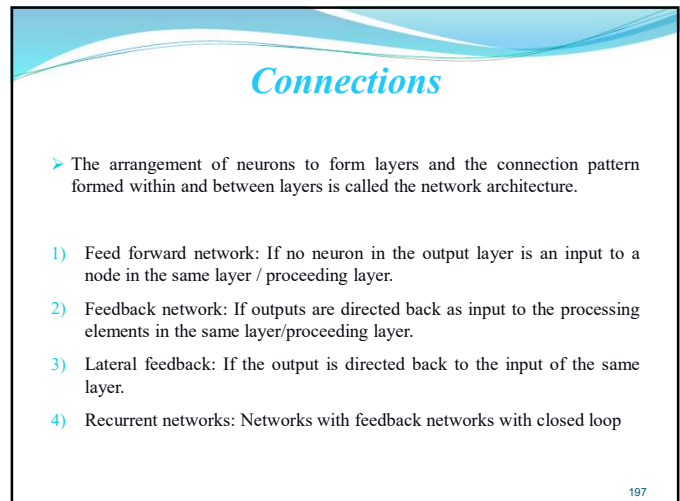 Connections
➢ The arrangement of neurons to form layers and the connection pattern
formed within and between layers is called the network architecture.
1) Feed forward network: If no neuron in the output layer is an input to a
node in the same layer / proceeding layer.
2) Feedback network: If outputs are directed back as input to the processing
elements in the same layer/proceeding layer.
3) Lateral feedback: If the output is directed back to the input of the same
layer.
4) Recurrent networks: Networks with feedback networks with closed loop
197